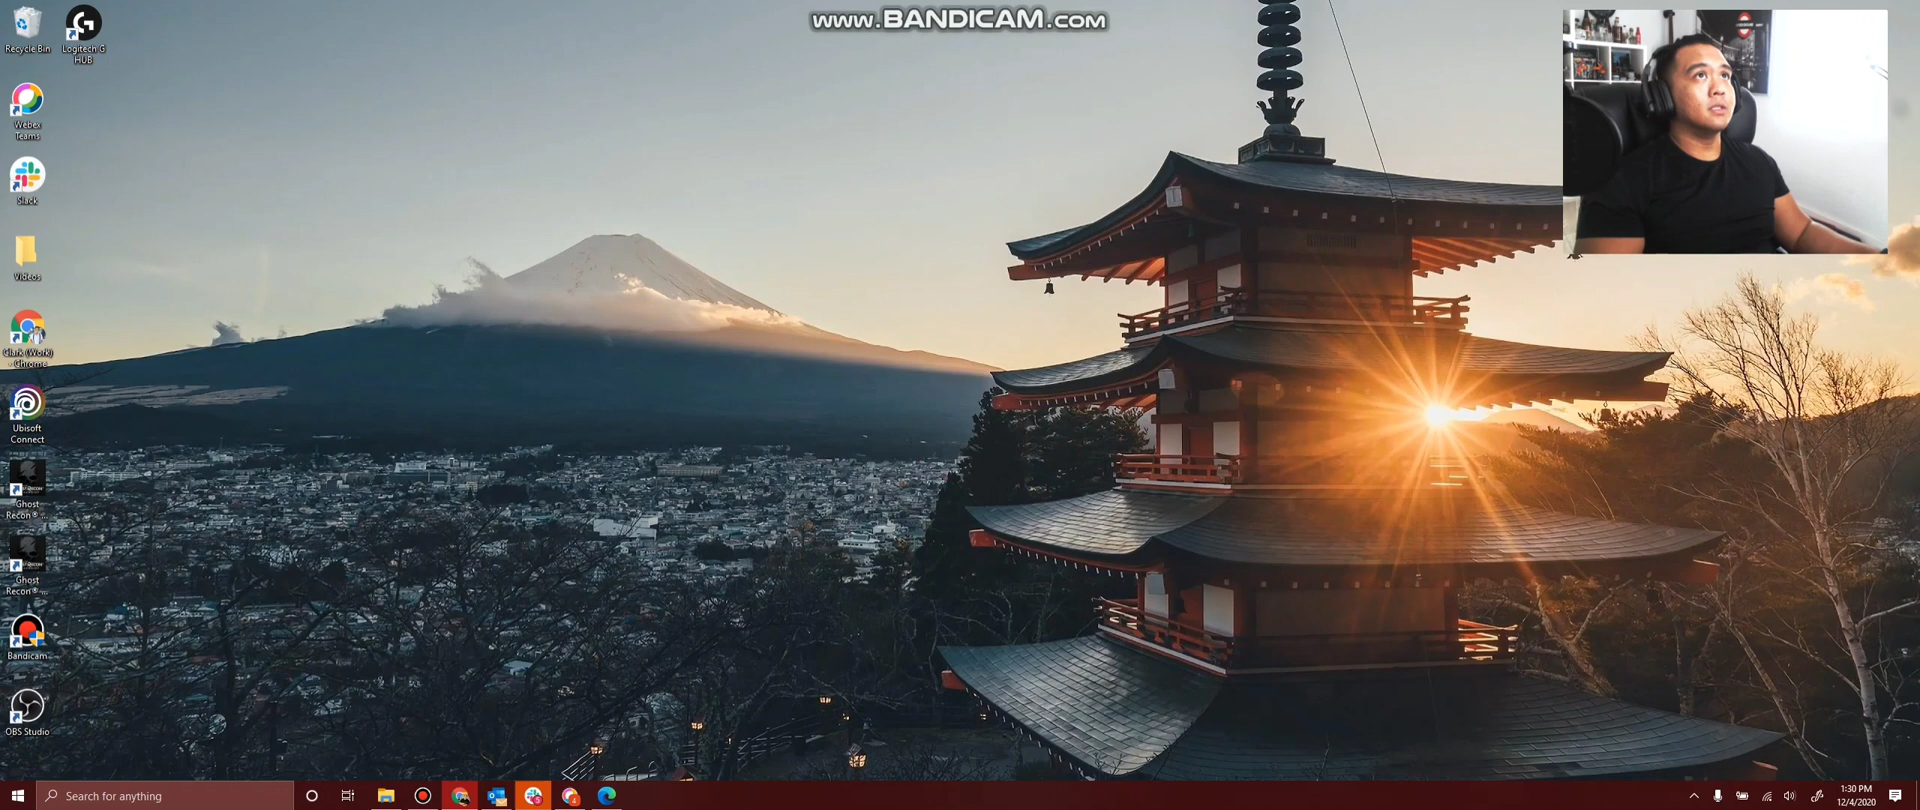 www.BANDICAM.com
Recycle Bin
Logitech G
HUB
Webex
Teams
Slack
Videos
Clark (Work)
- Chrome
Ubisoft
Connect
Ghost
Recon® ...
Ghost
Recon® ...
Bandicam
OBS Studio
Search for anything
1:30 PM
12/4/2020